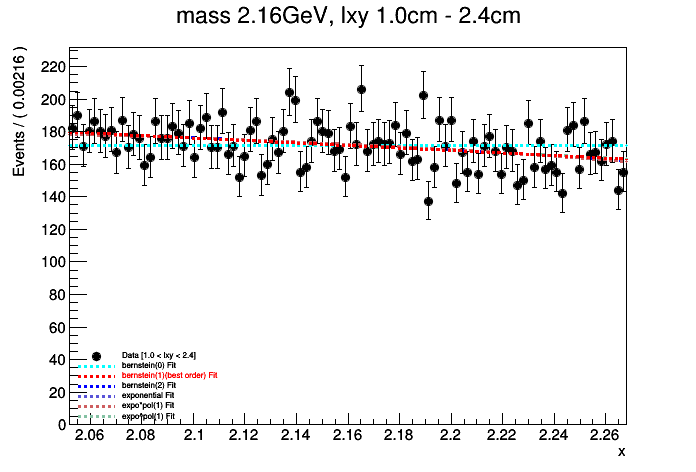 mass 2.16GeV, lxy 1.0cm - 2.4cm
Events / ( 0.00216 )
220
200
180
160
140
120
100
80
60
40
20
0
Data [1.0 < lxy < 2.4]
bernstein(0) Fit
bernstein(1)(best order) Fit
bernstein(2) Fit
exponential Fit
expo*pol(1) Fit
expo*pol(1) Fit
2.06 2.08 2.1 2.12 2.14 2.16 2.18 2.2 2.22 2.24 2.26
x